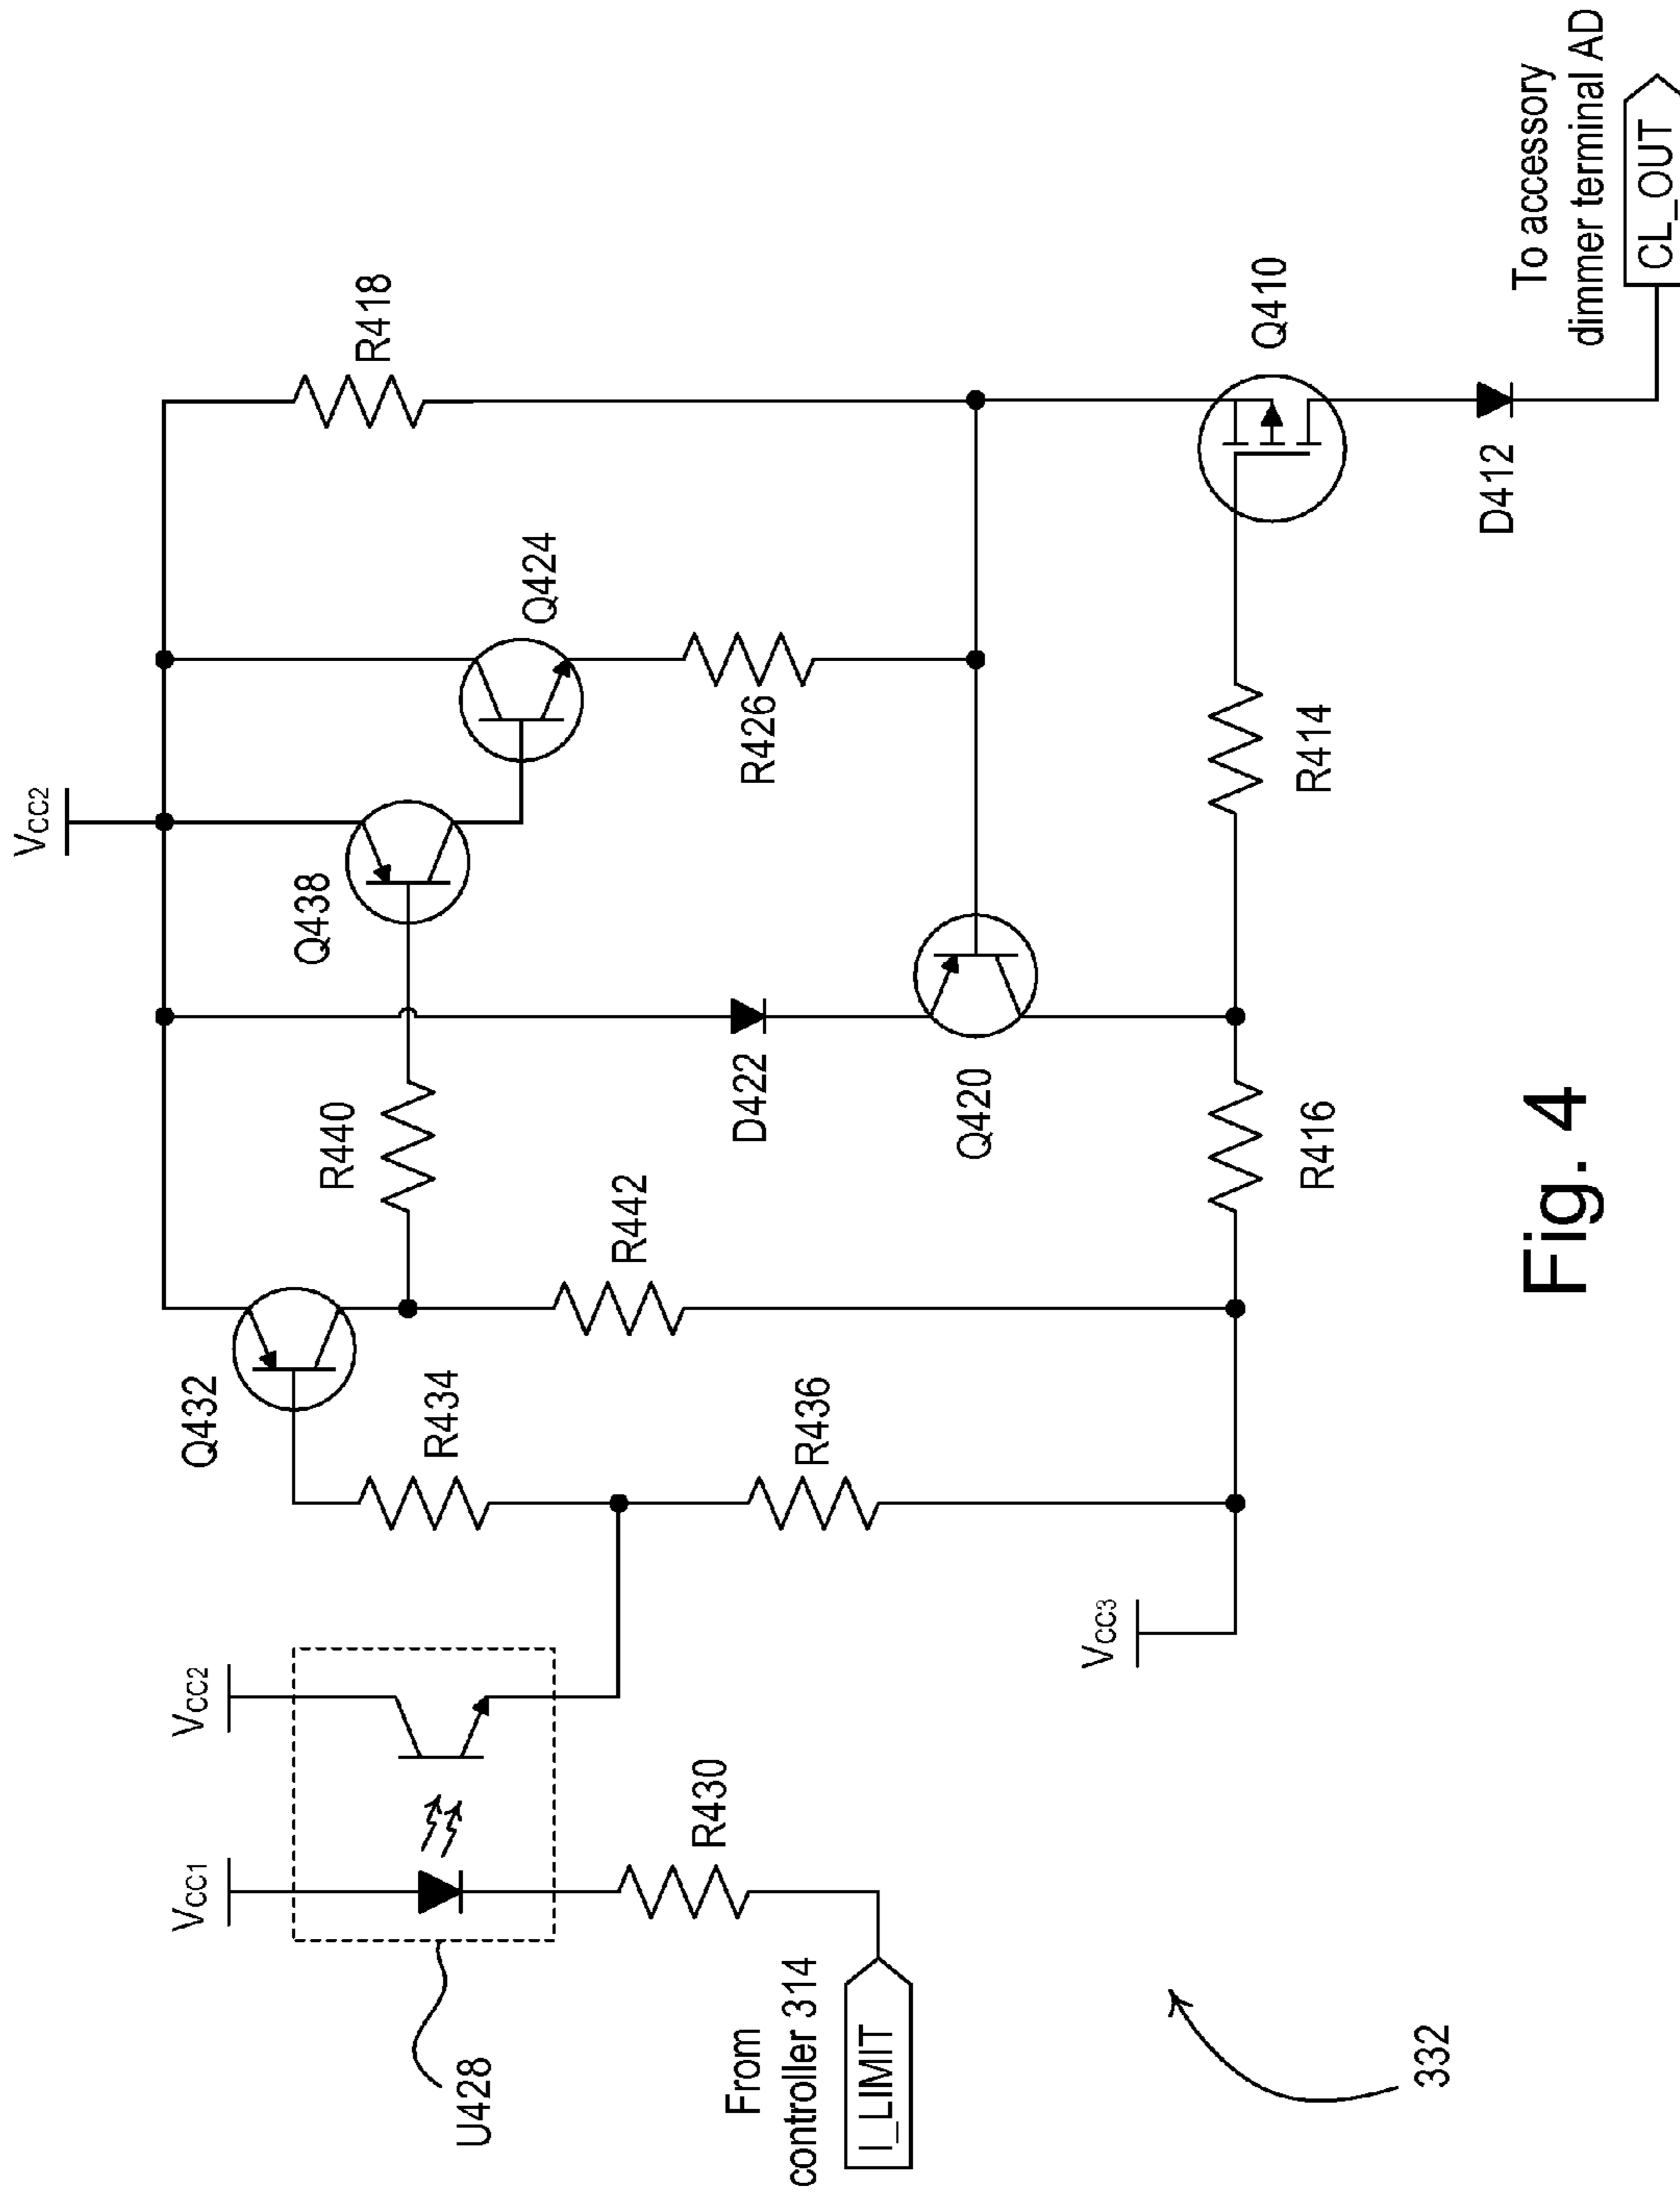 VCC2
R418
Q424
Q438
R426
D422
Q420
R440
R442
Q432
R434
R436
VCC2
VCC1
U428
R430
From
controller 314
I_LIMIT
VCC3
R416
R414
Q410
D412
To accessory
dimmer terminal AD
CL_OUT
332
Fig. 4